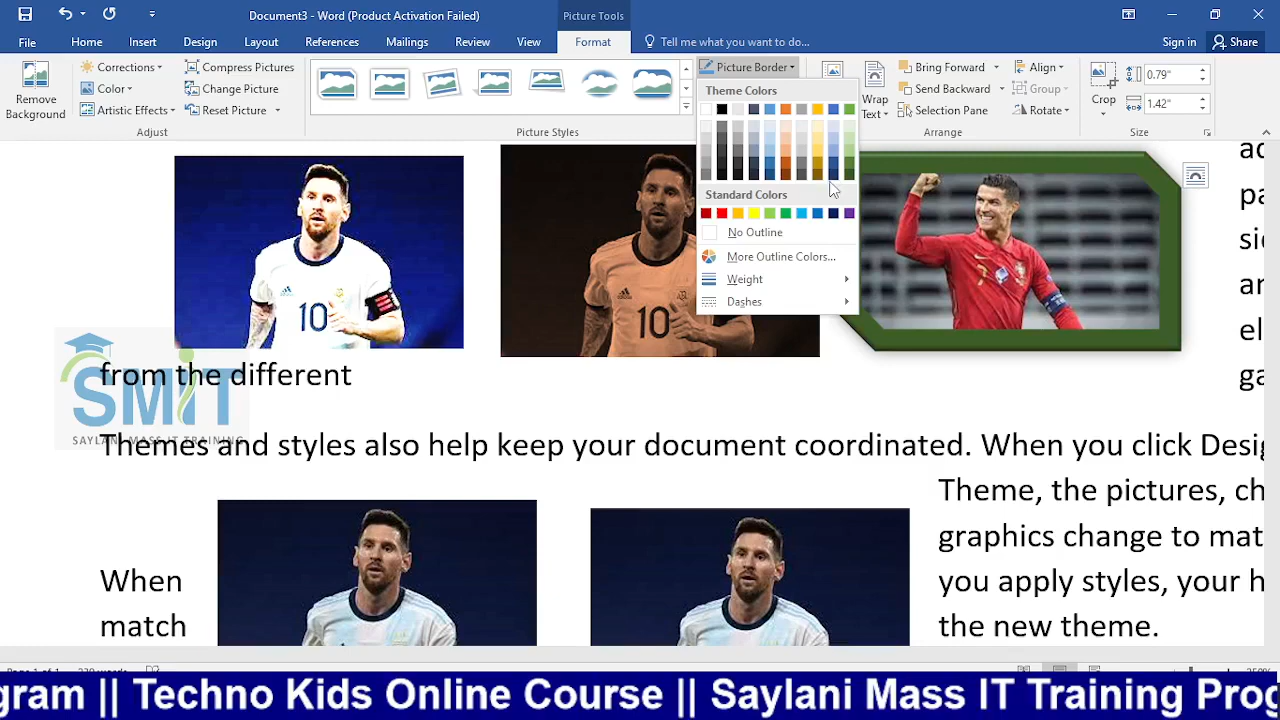 Document3 - Word (Product Activation Failed)
Picture Tools
File
Home
Insert
Design
Layout
References
Mailings
Review
View
Format
Tell me what you want to do...
Sign in
Share
Remove
Background
Corrections
Color
Artistic Effects
Compress Pictures
Change Picture
Reset Picture
Adjust
Picture Styles
Picture Border
Theme Colors
Standard Colors
No Outline
More Outline Colors...
Weight
Dashes
Wrap
Text
Bring Forward
Send Backward
Selection Pane
Align
Group
Rotate
Arrange
Crop
0.79"
1.42"
Size
10
10
from the different
SMIT
SAYLANI MASS IT TRAINING
Themes and styles also help keep your document coordinated. When you click Desig
Theme, the pictures, ch
graphics change to mat
When
you apply styles, your h
match
the new theme.
gram || Techno Kids Online Course || Saylani Mass IT Training Prog